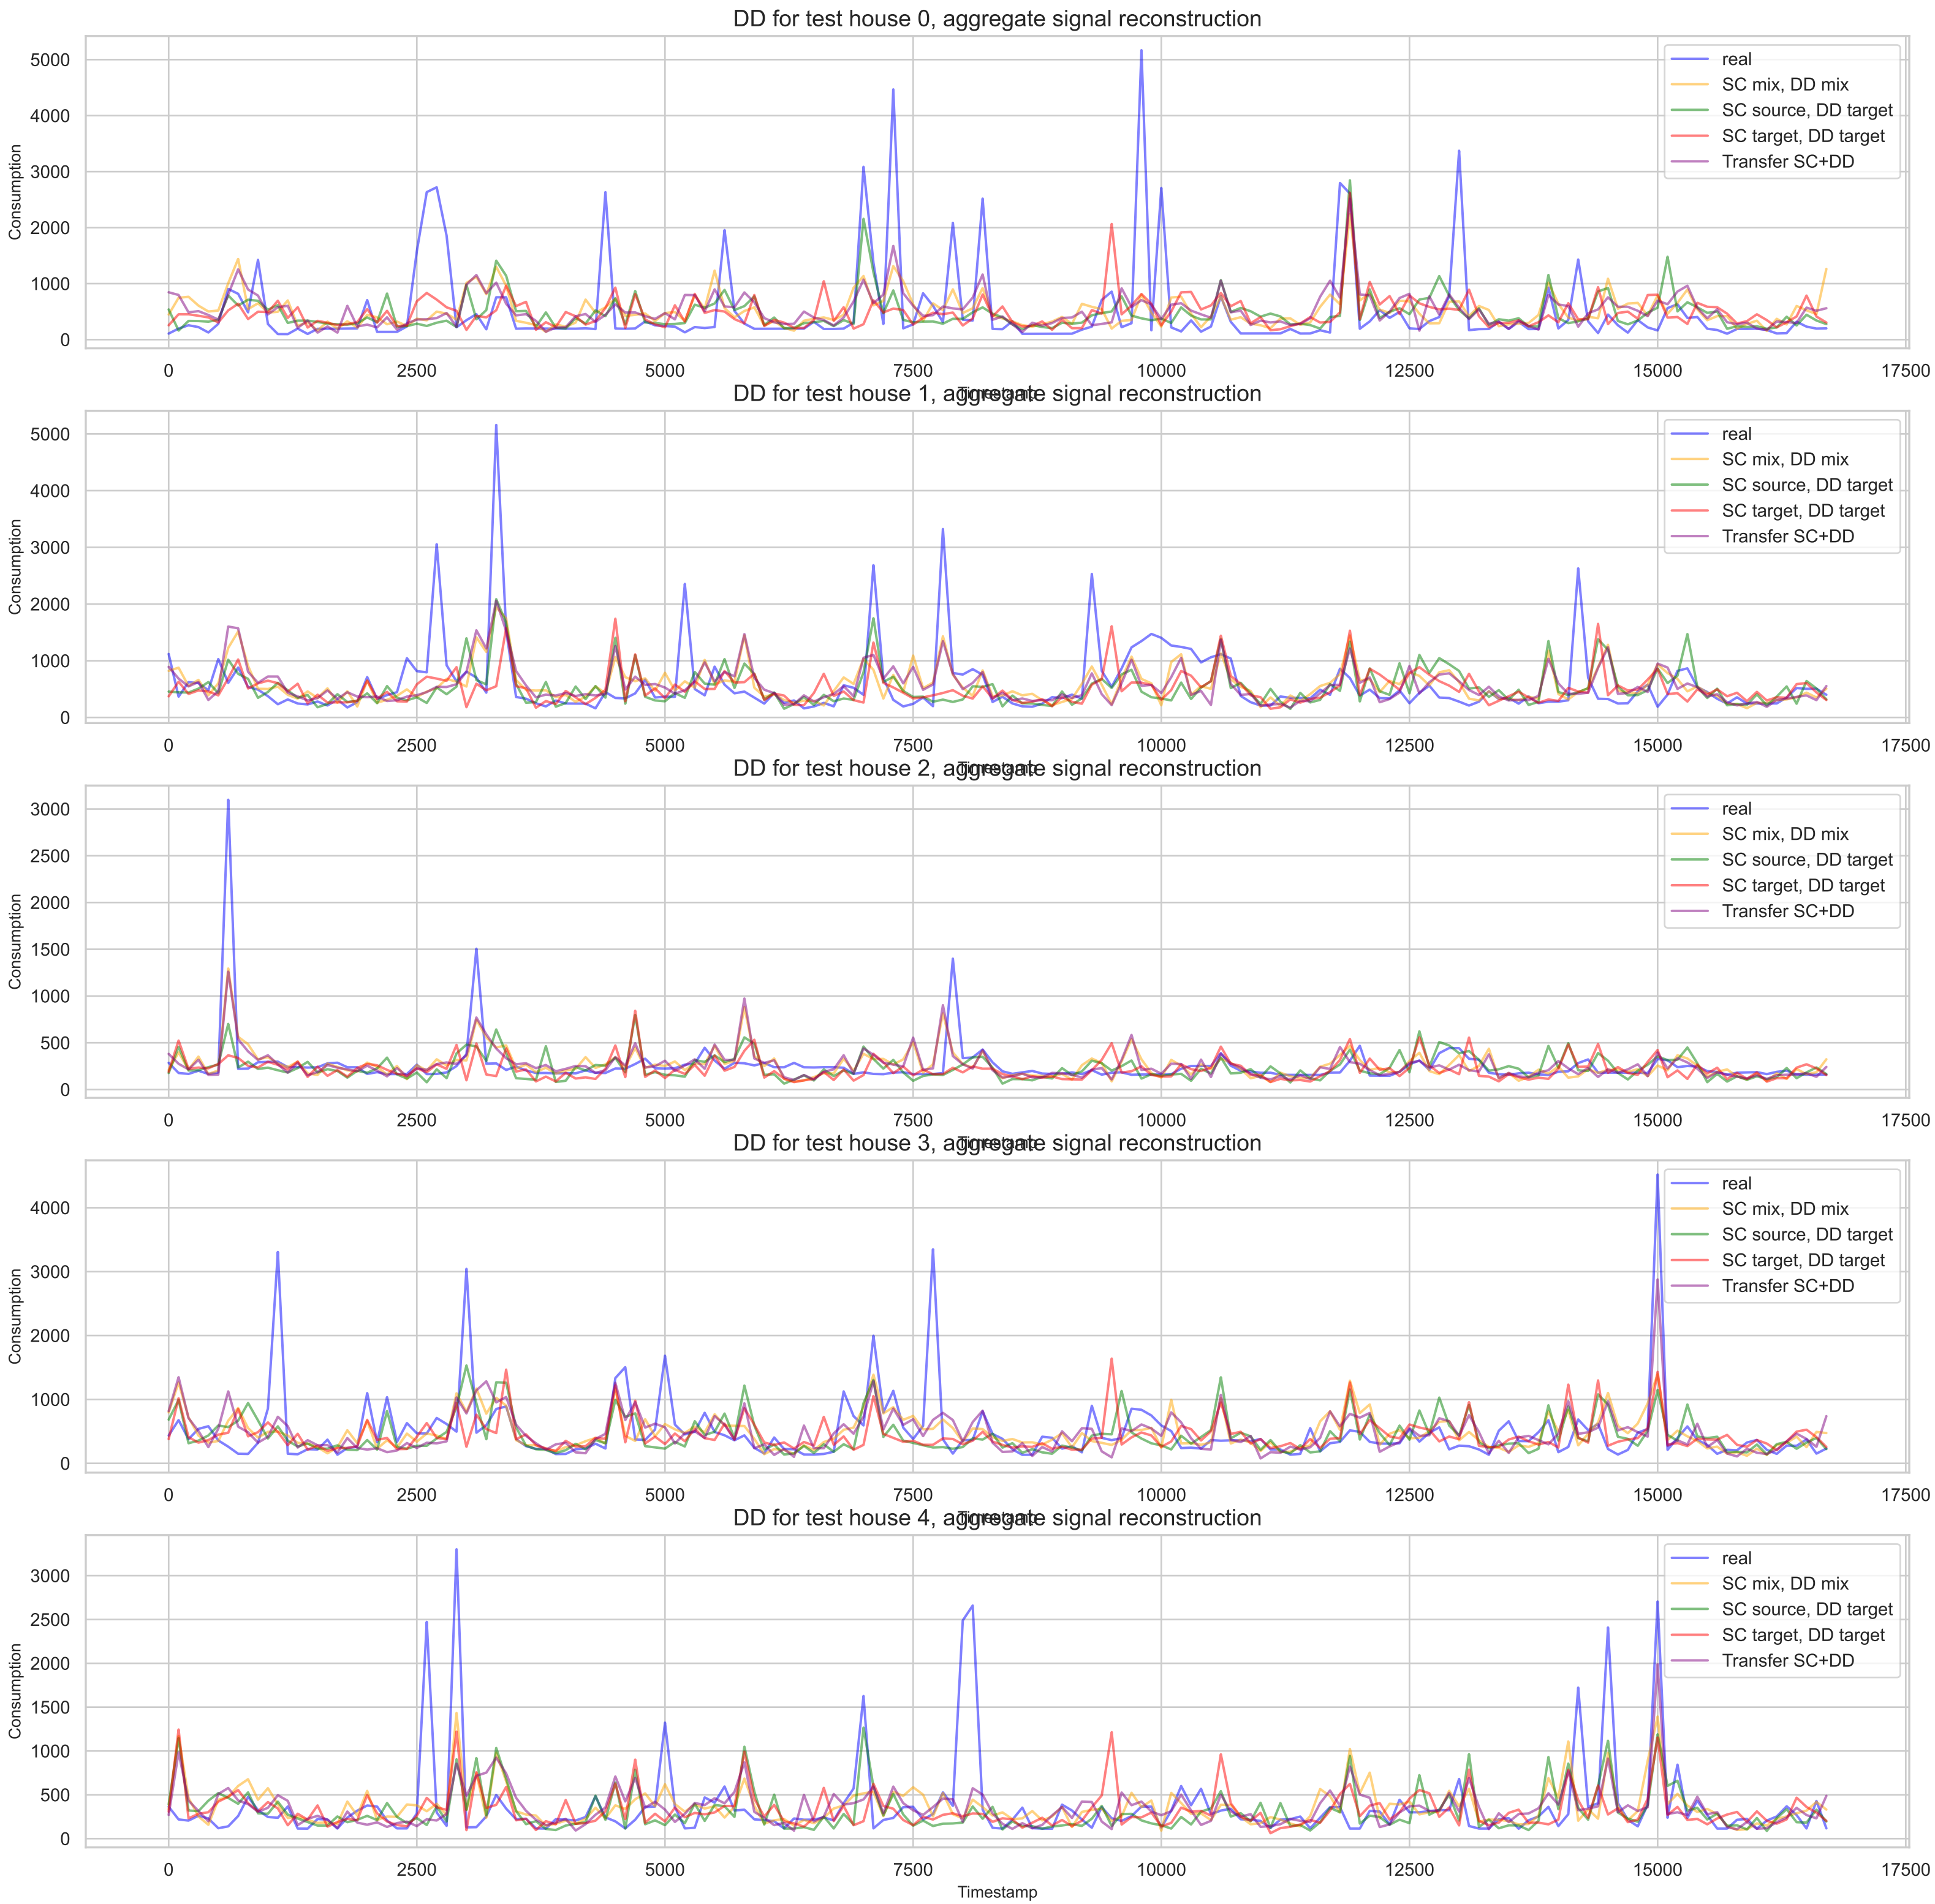 DD for test house 0, aggregate signal reconstruction
5000
4000
3000
2000
1000
0
Consumption
real
SC mix, DD mix
SC source, DD target
SC target, DD target
Transfer SC+DD
0 2500 5000 7500 10000 12500 15000 17500
Timestamp
DD for test house 1, aggregate signal reconstruction
5000
4000
3000
2000
1000
0
Consumption
real
SC mix, DD mix
SC source, DD target
SC target, DD target
Transfer SC+DD
0 2500 5000 7500 10000 12500 15000 17500
Timestamp
DD for test house 2, aggregate signal reconstruction
3000
2500
2000
1500
1000
500
0
Consumption
real
SC mix, DD mix
SC source, DD target
SC target, DD target
Transfer SC+DD
0 2500 5000 7500 10000 12500 15000 17500
Timestamp
DD for test house 3, aggregate signal reconstruction
4000
3000
2000
1000
0
Consumption
real
SC mix, DD mix
SC source, DD target
SC target, DD target
Transfer SC+DD
0 2500 5000 7500 10000 12500 15000 17500
Timestamp
DD for test house 4, aggregate signal reconstruction
3000
2500
2000
1500
1000
500
0
Consumption
real
SC mix, DD mix
SC source, DD target
SC target, DD target
Transfer SC+DD
0 2500 5000 7500 10000 12500 15000 17500
Timestamp